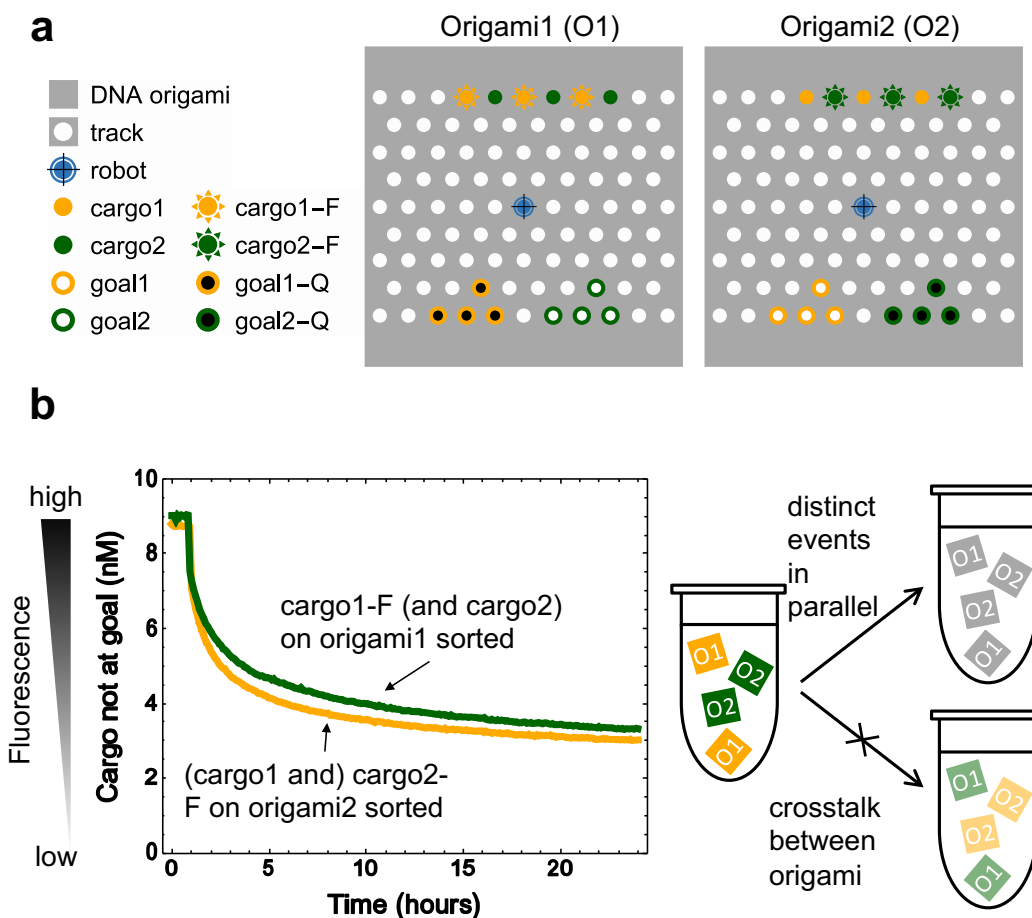 a
Origami1 (O1)
Origami2 (O2)
DNA origami
track
robot
cargo1
cargo1–F
cargo2
cargo2–F
goal1
goal1–Q
goal2
goal2–Q
b
high
Fluorescence
low
Cargo not at goal (nM)
10
8
6
4
2
0
0
5
10
15
20
Time (hours)
cargo1-F (and cargo2)
on origami1 sorted
(cargo1 and) cargo2-
F on origami2 sorted
O1
O2
O2
O1
distinct
events
in
parallel
crosstalk
between
origami
O1
O2
O2
O1
O1
O2
O2
O1